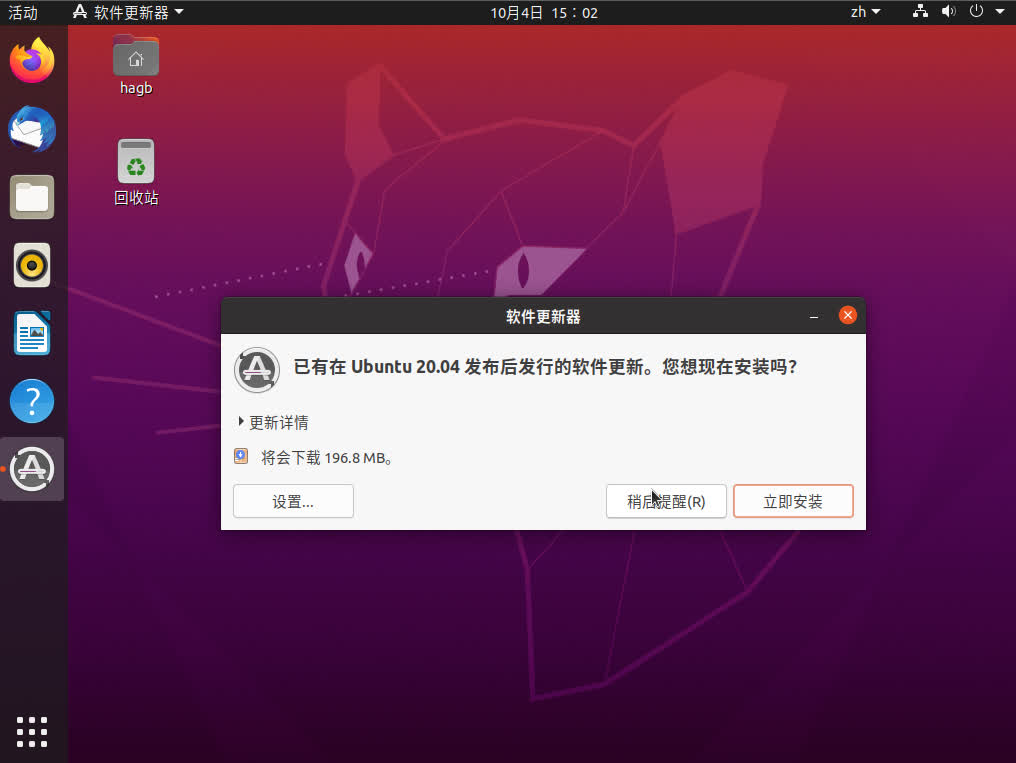 活动
软件更新器
10月4日 15：02
zh
hagb
回收站
软件更新器
已有在 Ubuntu 20.04 发布后发行的软件更新。您想现在安装吗？
更新详情
将会下载 196.8 MB。
设置...
稍后提醒(R)
立即安装